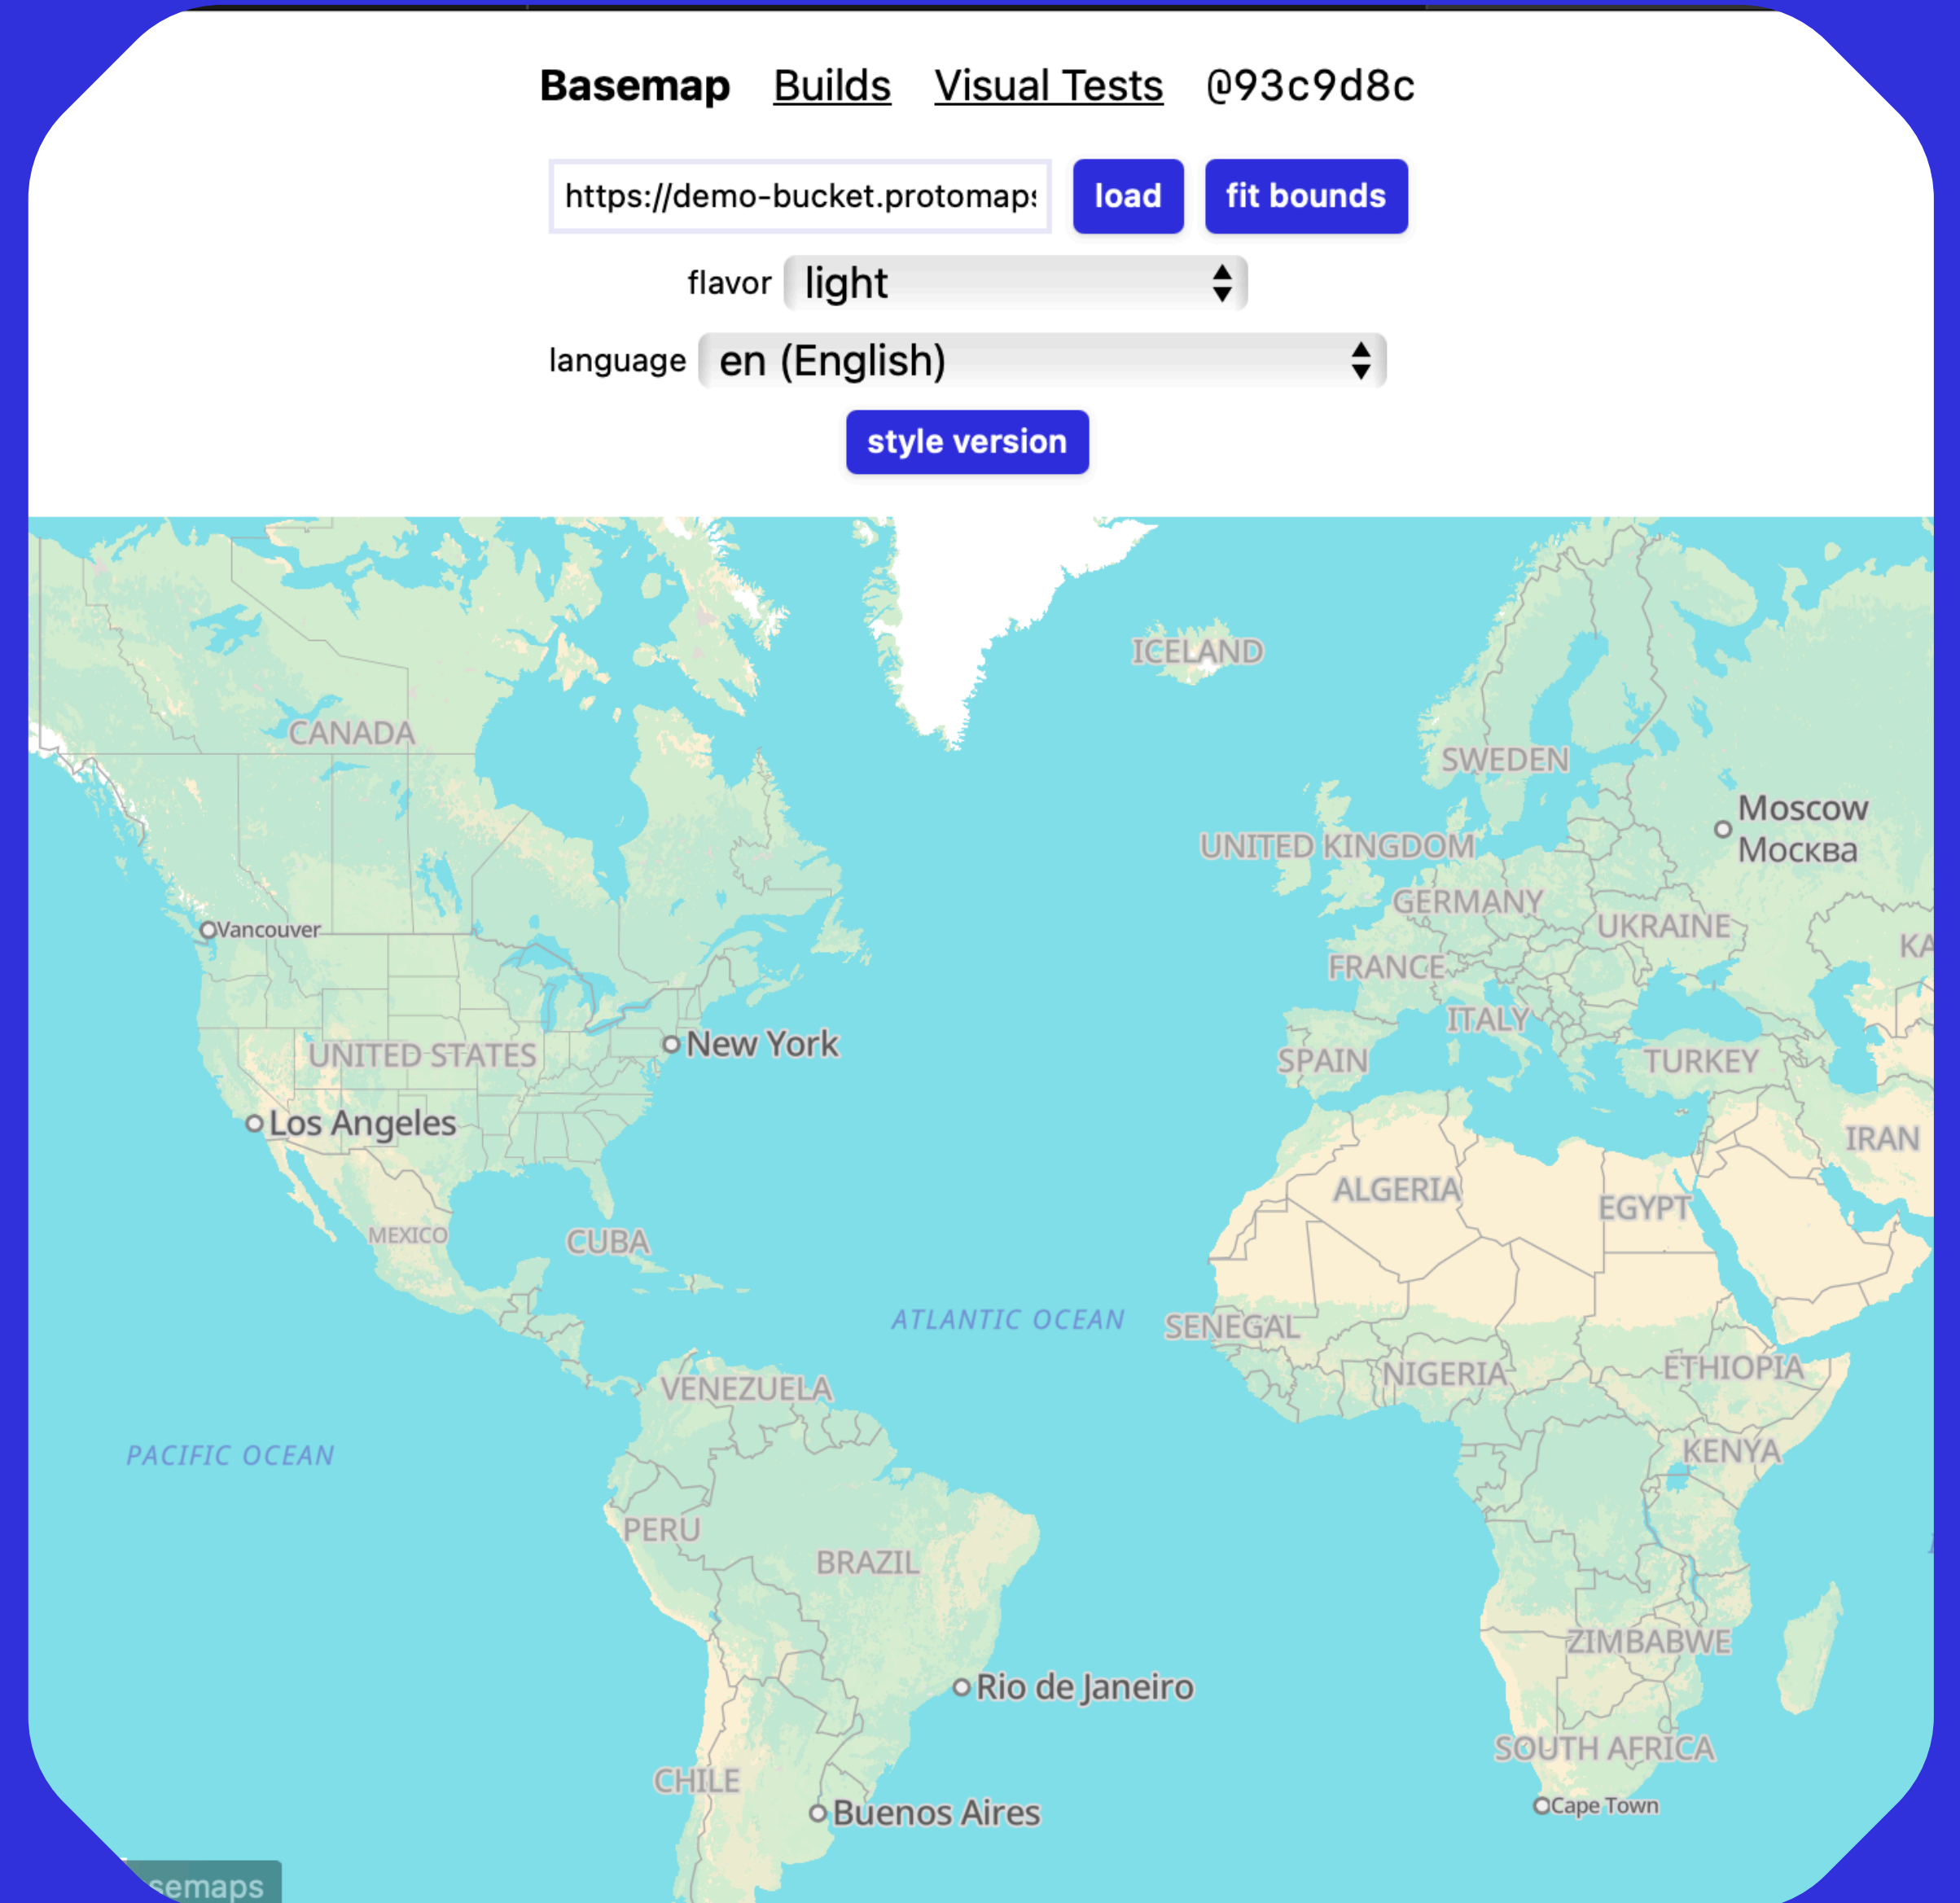 Basemap Builds Visual Tests @93c9d8c
https://demo-bucket.protomaps load fit bounds
flavor light
language en (English)
style version
ICELAND
CANADA
SWEDEN
Moscow
Москва
UNITED KINGDOM
GERMANY
UKRAINE
Vancouver
KA
FRANCE
ITALY
New York
UNITED STATES
SPAIN
TURKEY
Los Angeles
IRAN
ALGERIA
EGYPT
MEXICO
CUBA
ATLANTIC OCEAN
SENEGAL
ETHIOPIA
NIGERIA
VENEZUELA
KENYA
PACIFIC OCEAN
PERU
BRAZIL
ZIMBABWE
Rio de Janeiro
SOUTH AFRICA
CHILE
Cape Town
Buenos Aires
semaps